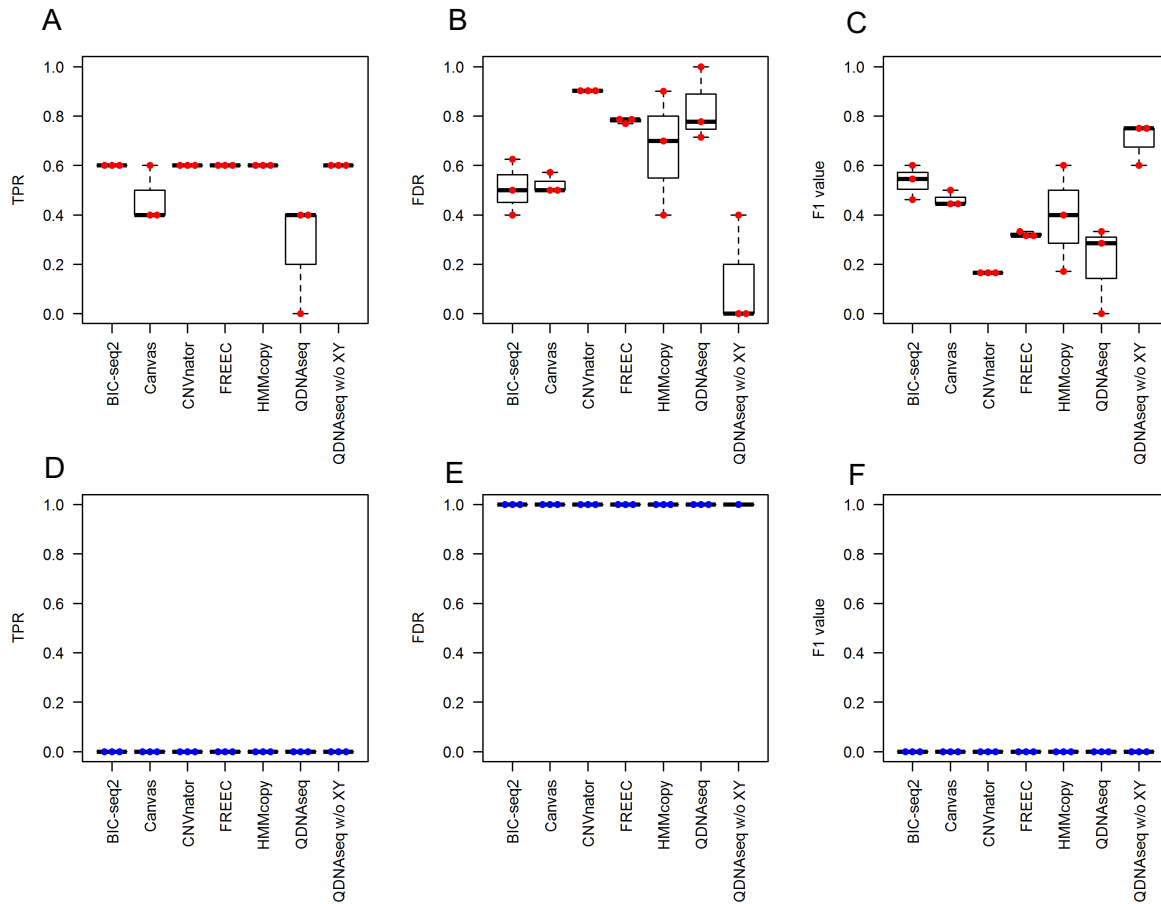 A
TPR
1.0
0.8
0.6
0.4
0.2
0.0
BIC-seq2
Canvas
CNVnator
FREEC
HMMcopy
QDNAseq
QDNAseq w/o XY
B
FDR
1.0
0.8
0.6
0.4
0.2
0.0
BIC-seq2
Canvas
CNVnator
FREEC
HMMcopy
QDNAseq
QDNAseq w/o XY
C
F1 value
1.0
0.8
0.6
0.4
0.2
0.0
BIC-seq2
Canvas
CNVnator
FREEC
HMMcopy
QDNAseq
QDNAseq w/o XY
D
TPR
1.0
0.8
0.6
0.4
0.2
0.0
BIC-seq2
Canvas
CNVnator
FREEC
HMMcopy
QDNAseq
QDNAseq w/o XY
E
FDR
1.0
0.8
0.6
0.4
0.2
0.0
BIC-seq2
Canvas
CNVnator
FREEC
HMMcopy
QDNAseq
QDNAseq w/o XY
F
F1 value
1.0
0.8
0.6
0.4
0.2
0.0
BIC-seq2
Canvas
CNVnator
FREEC
HMMcopy
QDNAseq
QDNAseq w/o XY